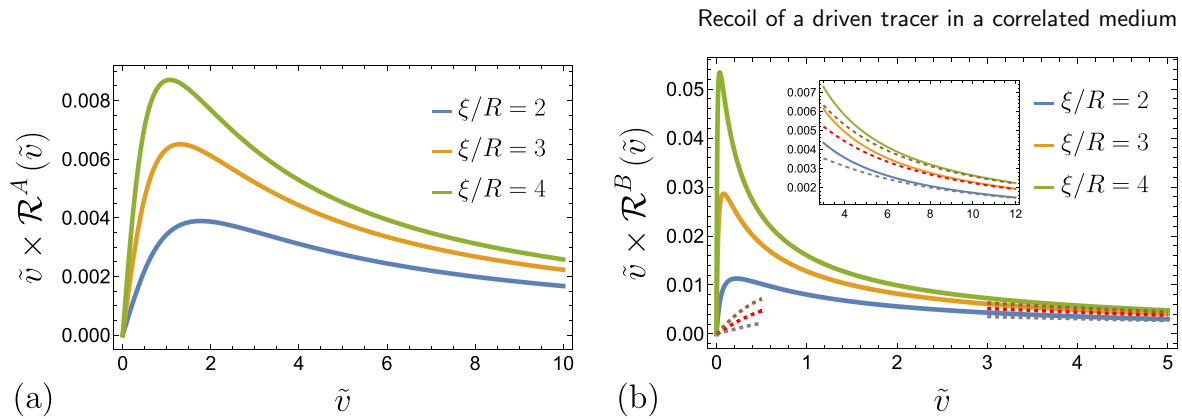 Recoil of a driven tracer in a correlated medium
ṽ × ℛᴬ(ṽ)
0.008
0.006
0.004
0.002
0.000
ξ/R = 2
ξ/R = 3
ξ/R = 4
0 2 4 6 8 10
(a)
ṽ
ṽ × ℛᴮ(ṽ)
0.05
0.04
0.03
0.02
0.01
0.00
0.007
0.006
0.005
0.004
0.003
0.002
4 6 8 10 12
ξ/R = 2
ξ/R = 3
ξ/R = 4
0 1 2 3 4 5
(b)
ṽ